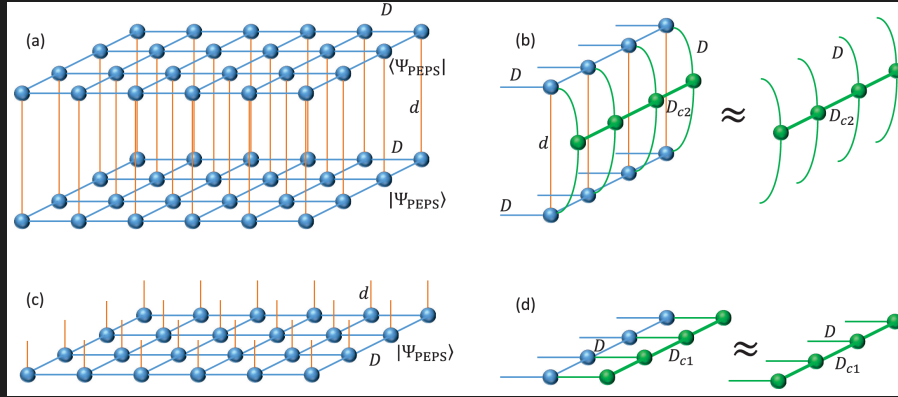 (a)
D
⟨Ψ_PEPS|
d
D
|Ψ_PEPS⟩
(b)
D
D
D_c2
d
D
≈
D
D_c2
(c)
d
D
|Ψ_PEPS⟩
(d)
D
D_c1
≈
D
D_c1